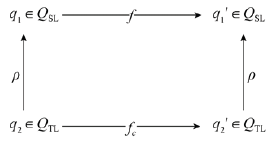 q₁ ∈ Q_SL f q₁' ∈ Q_SL
ρ ρ
q₂ ∈ Q_TL f_c q₂' ∈ Q_TL